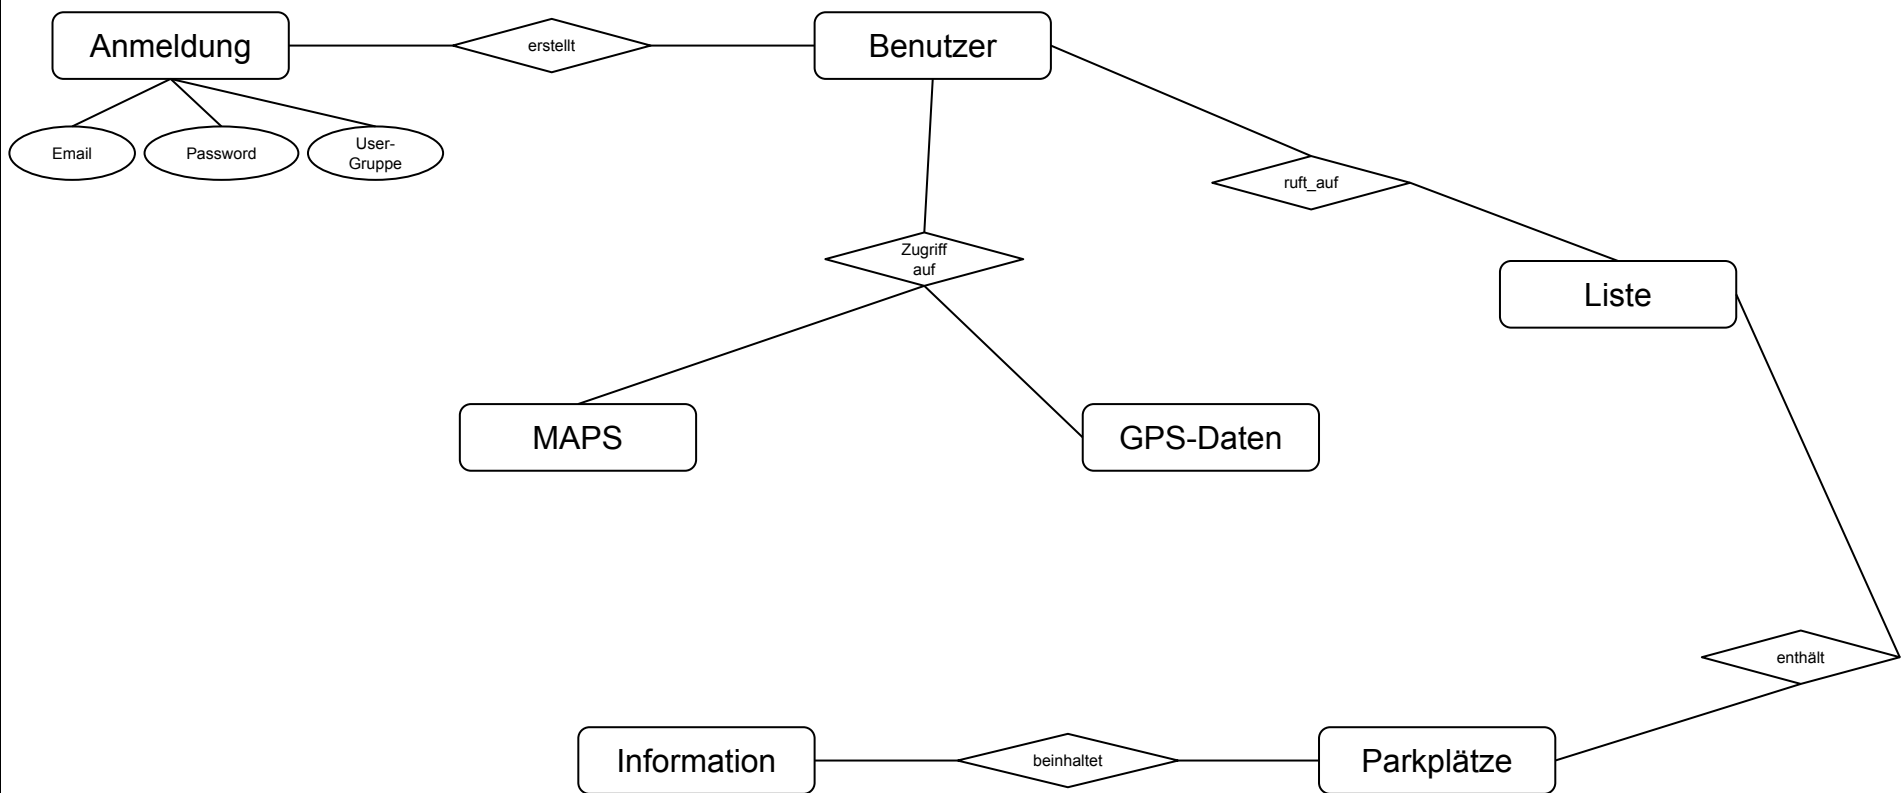 Anmeldung
erstellt
Benutzer
Email
Password
User-
Gruppe
ruft_auf
Zugriff
auf
Liste
MAPS
GPS-Daten
enthält
Information
beinhaltet
Parkplätze